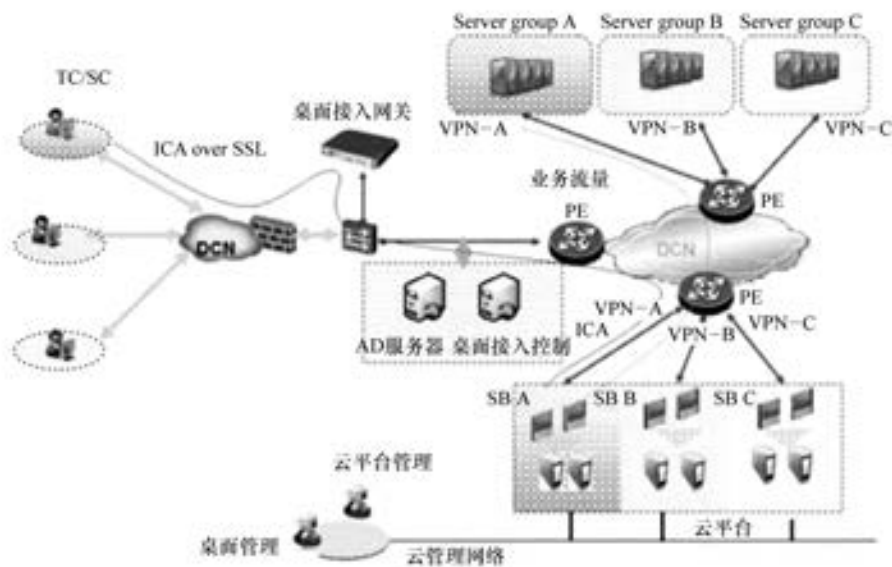 Server group A
Server group B
Server group C
TC/SC
桌面接入网关
VPN-A
VPN-B
VPN-C
ICA over SSL
业务流量
PE
PE
DCN
DCN
PE
VPN-A
ICA
VPN-B
VPN-C
AD服务器
桌面接入控制
SB A
SB B
SB C
云平台管理
桌面管理
云管理网络
云平台